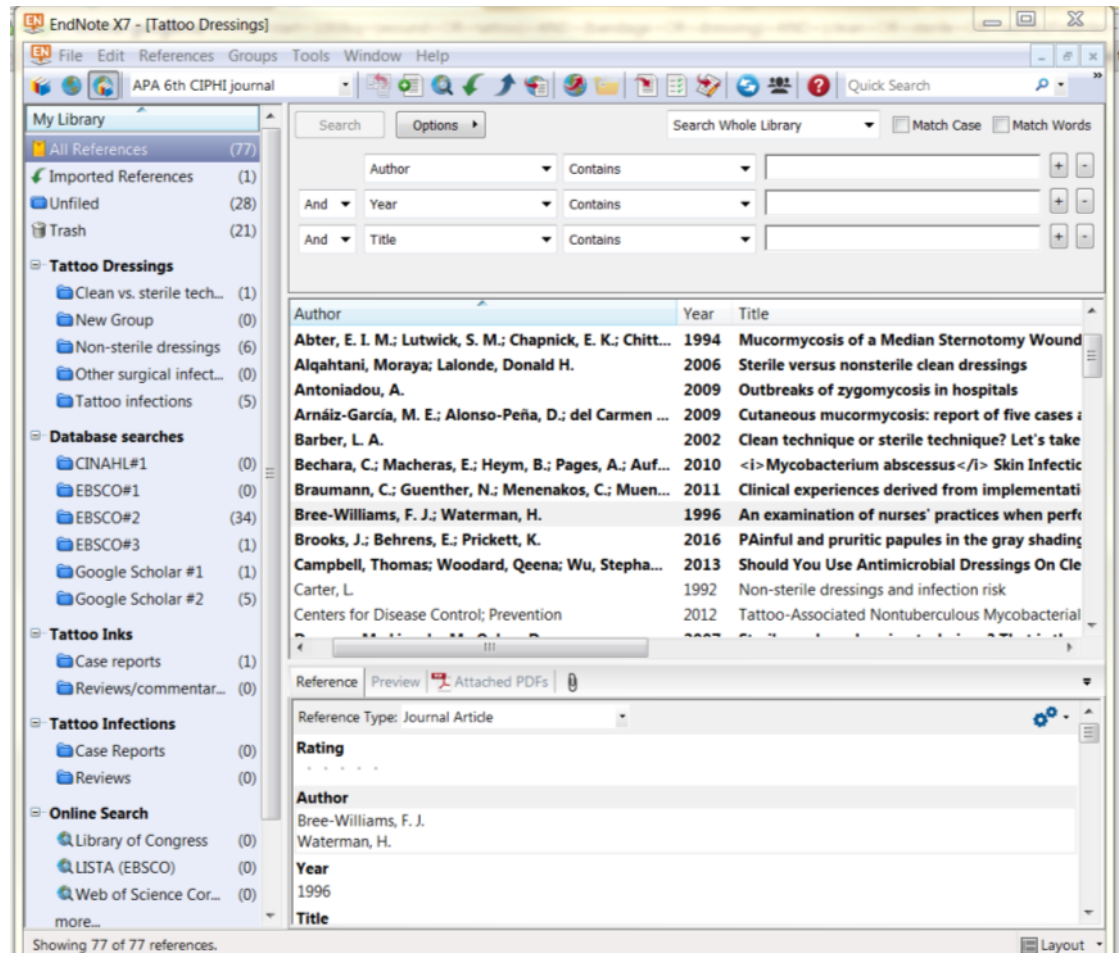 EndNote X7 - [Tattoo Dressings]
File Edit References Groups Tools Window Help
APA 6th CIPHI journal Quick Search
My Library
All References (77)
Imported References (1)
Unfiled (28)
Trash (21)
Tattoo Dressings
Clean vs. sterile tech... (1)
New Group (0)
Non-sterile dressings (6)
Other surgical infect... (0)
Tattoo infections (5)
Database searches
CINAHL#1 (0)
EBSCO#1 (0)
EBSCO#2 (34)
EBSCO#3 (1)
Google Scholar #1 (1)
Google Scholar #2 (5)
Tattoo Inks
Case reports (1)
Reviews/commentar... (0)
Tattoo Infections
Case Reports (0)
Reviews (0)
Online Search
Library of Congress (0)
LISTA (EBSCO) (0)
Web of Science Cor... (0)
more...
Search Options Search Whole Library Match Case Match Words
Author Contains
And Year Contains
And Title Contains
Author Year Title
Abter, E. I. M.; Lutwick, S. M.; Chapnick, E. K.; Chitt... 1994 Mucormycosis of a Median Sternotomy Wound
Alqahtani, Moraya; Lalonde, Donald H. 2006 Sterile versus nonsterile clean dressings
Antoniadou, A. 2009 Outbreaks of zygomycosis in hospitals
Arnáiz-García, M. E.; Alonso-Peña, D.; del Carmen ... 2009 Cutaneous mucormycosis: report of five cases a
Barber, L. A. 2002 Clean technique or sterile technique? Let's take
Bechara, C.; Macheras, E.; Heym, B.; Pages, A.; Auf... 2010 <i>Mycobacterium abscessus</i> Skin Infectic
Braumann, C.; Guenther, N.; Menenakos, C.; Muen... 2011 Clinical experiences derived from implementati
Bree-Williams, F. J.; Waterman, H. 1996 An examination of nurses' practices when perfo
Brooks, J.; Behrens, E.; Prickett, K. 2016 PAinful and pruritic papules in the gray shading
Campbell, Thomas; Woodard, Qeena; Wu, Stepha... 2013 Should You Use Antimicrobial Dressings On Cle
Carter, L. 1992 Non-sterile dressings and infection risk
Centers for Disease Control; Prevention 2012 Tattoo-Associated Nontuberculous Mycobacterial
Reference Preview Attached PDFs
Reference Type: Journal Article
Rating
Author
Bree-Williams, F. J.
Waterman, H.
Year
1996
Title
Showing 77 of 77 references. Layout